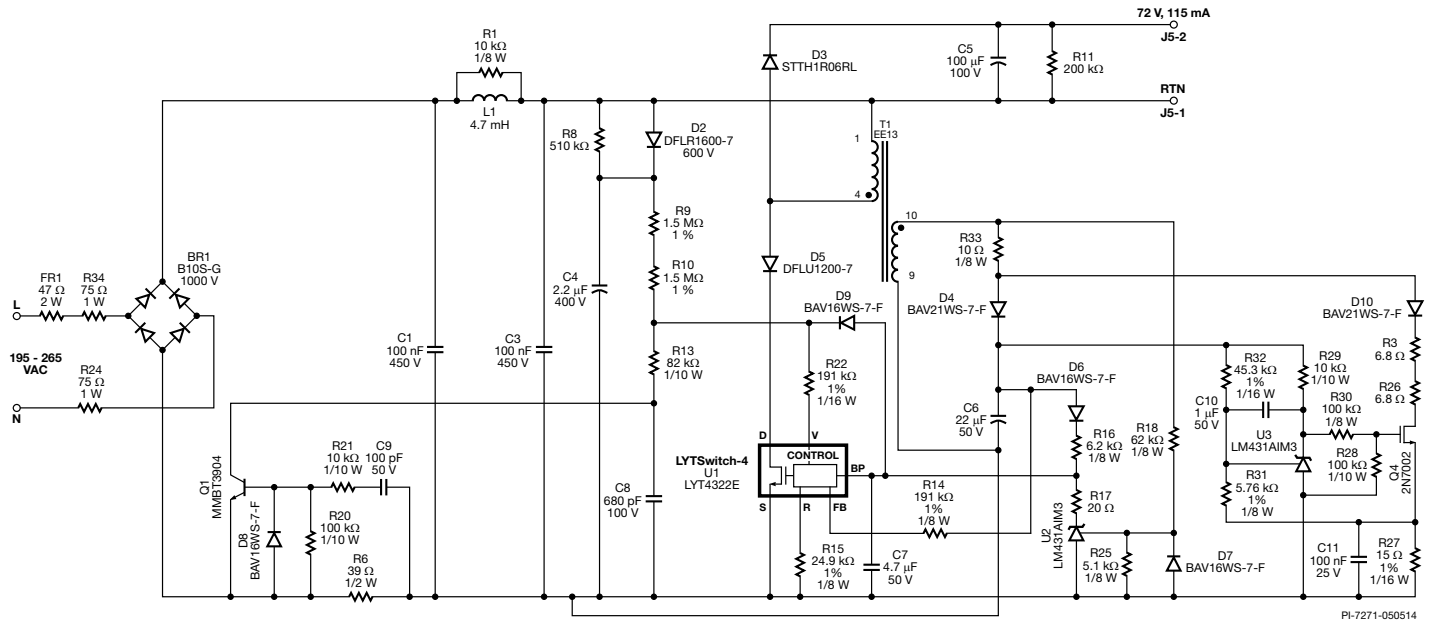 72 V, 115 mA
J5-2
R1
10 kΩ
1/8 W
L1
4.7 mH
D3
STTH1R06RL
C5
100 µF
100 V
R11
200 kΩ
RTN
J5-1
R8
510 kΩ
D2
DFLR1600-7
600 V
T1
EE13
1
4
10
9
R9
1.5 MΩ
1 %
R10
1.5 MΩ
1 %
D5
DFLU1200-7
R33
10 Ω
1/8 W
FR1
47 Ω
2 W
R34
75 Ω
1 W
BR1
B10S-G
1000 V
L
195 - 265
VAC
R24
75 Ω
1 W
N
C1
100 nF
450 V
C3
100 nF
450 V
C4
2.2 µF
400 V
D9
BAV16WS-7-F
D4
BAV21WS-7-F
D10
BAV21WS-7-F
R3
6.8 Ω
R26
6.8 Ω
R13
82 kΩ
1/10 W
R22
191 kΩ
1%
1/16 W
D6
BAV16WS-7-F
C6
22 µF
50 V
R16
6.2 kΩ
1/8 W
R18
62 kΩ
1/8 W
R32
45.3 kΩ
1%
1/16 W
R29
10 kΩ
1/10 W
C10
1 µF
50 V
R30
100 kΩ
1/8 W
U3
LM431AIM3
R28
100 kΩ
1/10 W
Q4
2N7002
R31
5.76 kΩ
1%
1/8 W
LYTSwitch-4
U1
LYT4322E
D
V
CONTROL
BP
S
R
FB
R21
10 kΩ
1/10 W
C9
100 pF
50 V
Q1
MMBT3904
D8
BAV16WS-7-F
R20
100 kΩ
1/10 W
R6
39 Ω
1/2 W
C8
680 pF
100 V
R14
191 kΩ
1%
1/8 W
R17
20 Ω
U2
LM431AIM3
R15
24.9 kΩ
1%
1/8 W
C7
4.7 µF
50 V
R25
5.1 kΩ
1/8 W
D7
BAV16WS-7-F
C11
100 nF
25 V
R27
15 Ω
1%
1/16 W
PI-7271-050514